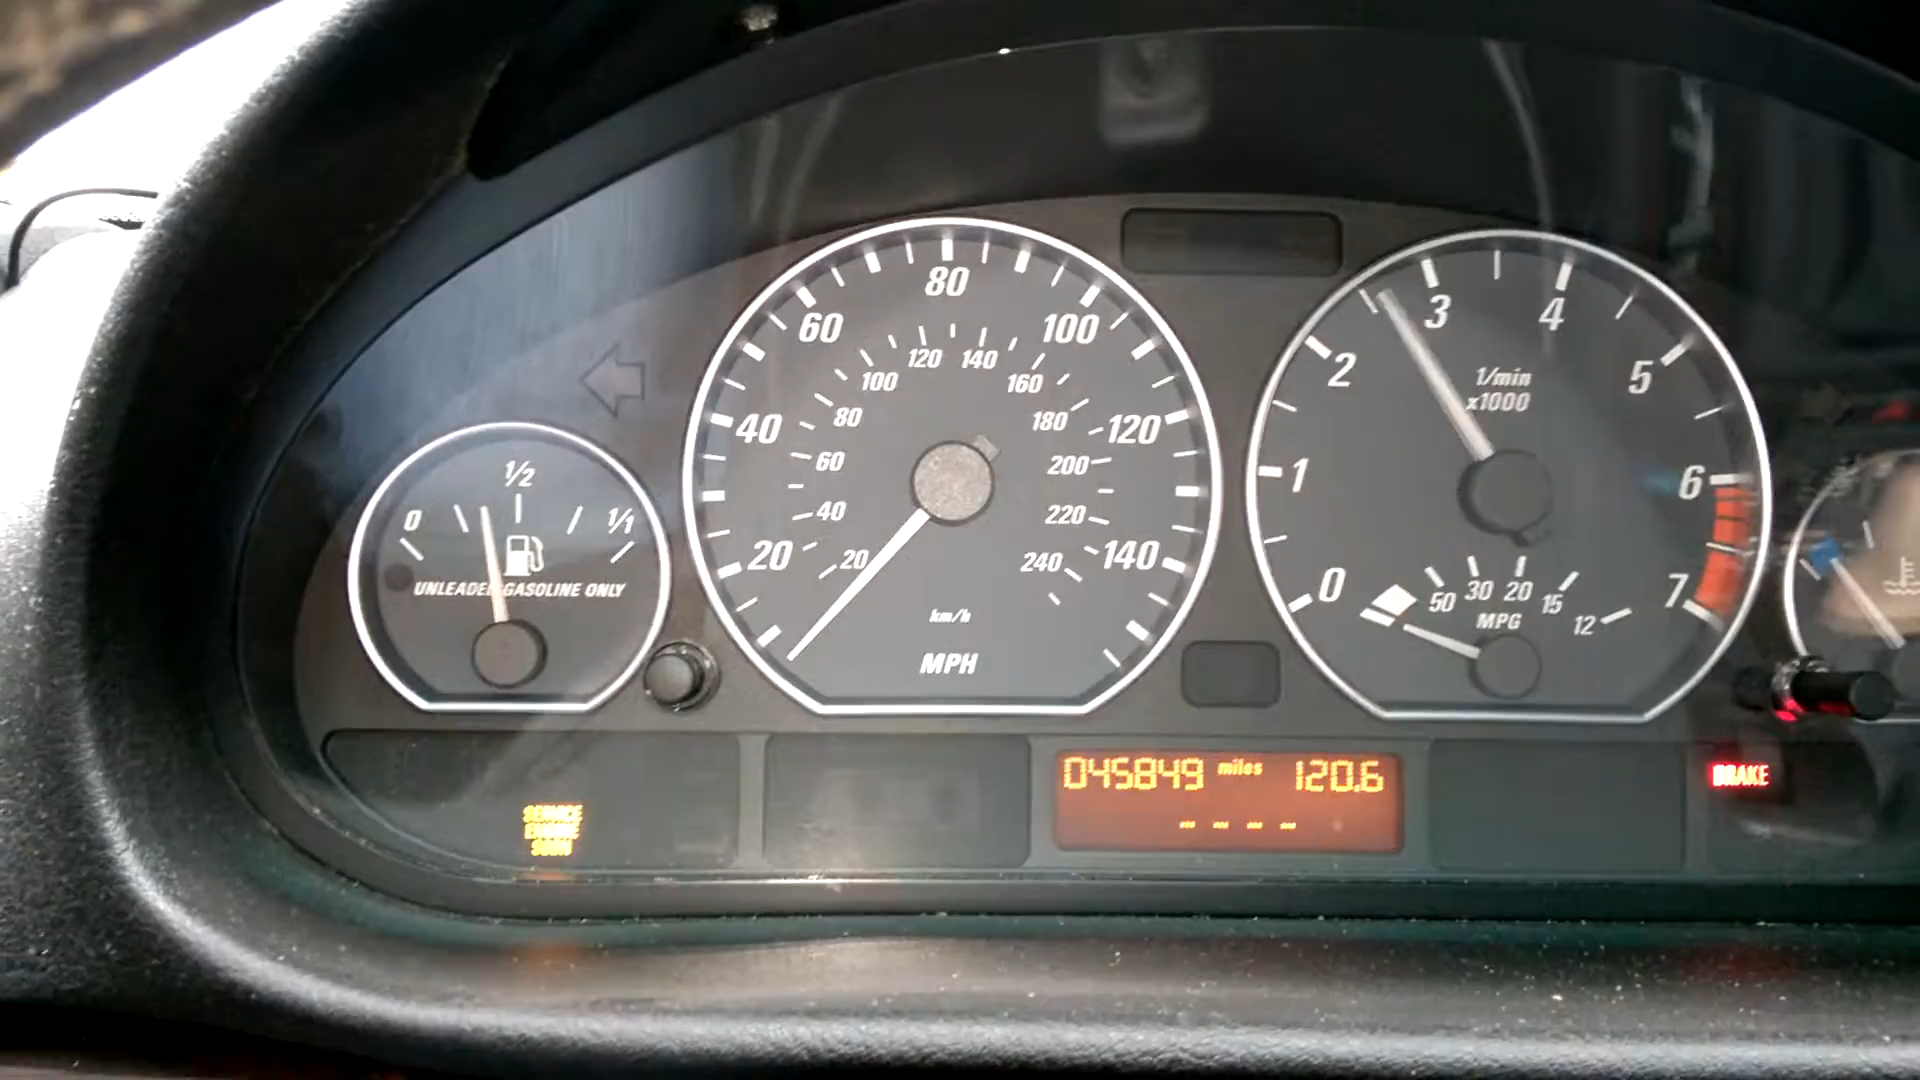 0 1/2 1/1
UNLEADED GASOLINE ONLY
20 40 60 80 100 120 140
20 40 60 80 100 120 140 160 180 200 220 240
km/h
MPH
0 1 2 3 4 5 6 7
1/min
x1000
50 30 20 15 12
MPG
045849 miles 120.6
SERVICE
ENGINE
SOON
BRAKE